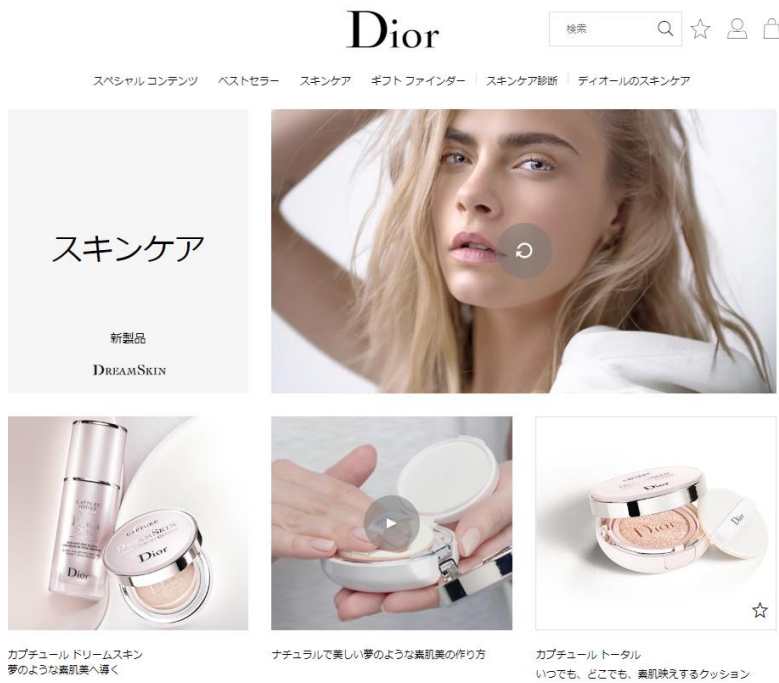 Dior
検索
スペシャル コンテンツ ベストセラー スキンケア ギフト ファインダー スキンケア診断 ディオールのスキンケア
スキンケア
新製品
DREAMSKIN
CAPTURE
DREAMSKIN
Dior
Dior
Dior
Dior
Dior
カプチュール ドリームスキン
夢のような素肌美へ導く
ナチュラルで美しい夢のような素肌美の作り方
カプチュール トータル
いつでも、どこでも、素肌映えするクッション